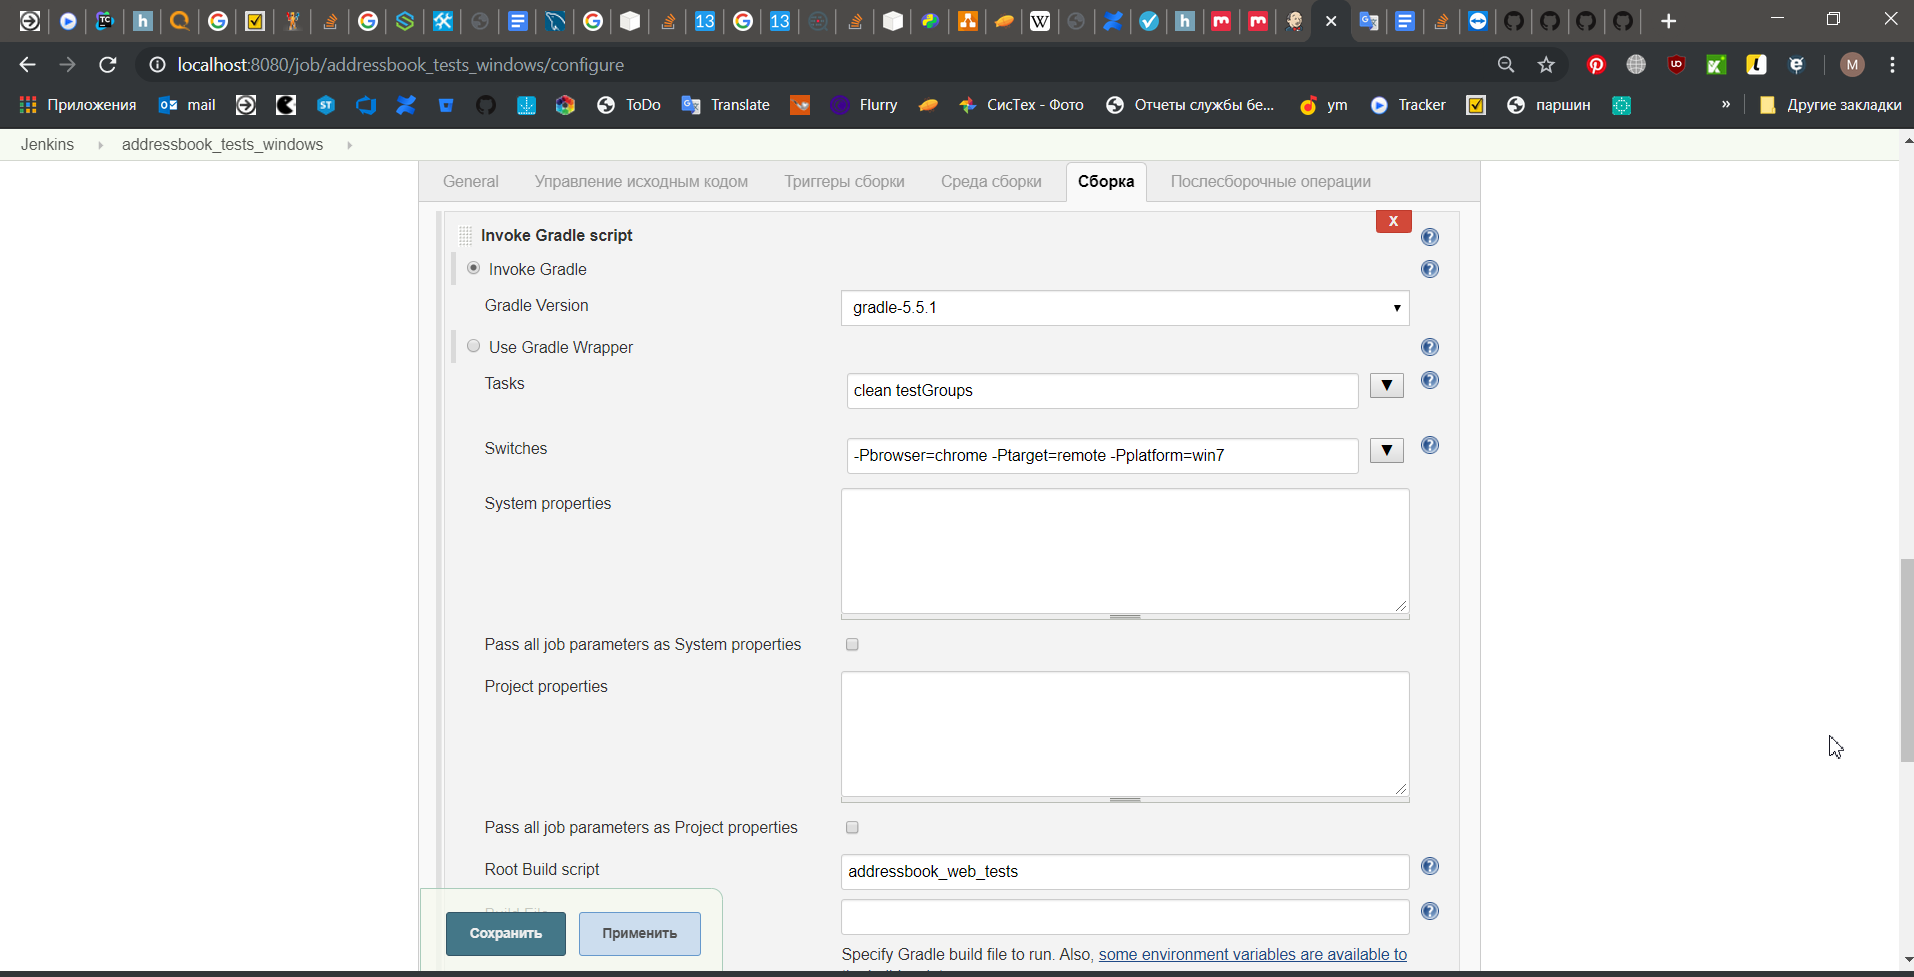 localhost:8080/job/addressbook_tests_windows/configure
Приложения mail ToDo Translate Flurry СисТех - Фото Отчеты службы бе... ym Tracker паршин » Другие закладки
Jenkins addressbook_tests_windows
General Управление исходным кодом Триггеры сборки Среда сборки Сборка Послесборочные операции
Invoke Gradle script X
Invoke Gradle
Gradle Version gradle-5.5.1
Use Gradle Wrapper
Tasks clean testGroups
Switches -Pbrowser=chrome -Ptarget=remote -Pplatform=win7
System properties
Pass all job parameters as System properties
Project properties
Pass all job parameters as Project properties
Root Build script addressbook_web_tests
Build File
Сохранить Применить
Specify Gradle build file to run. Also, some environment variables are available to